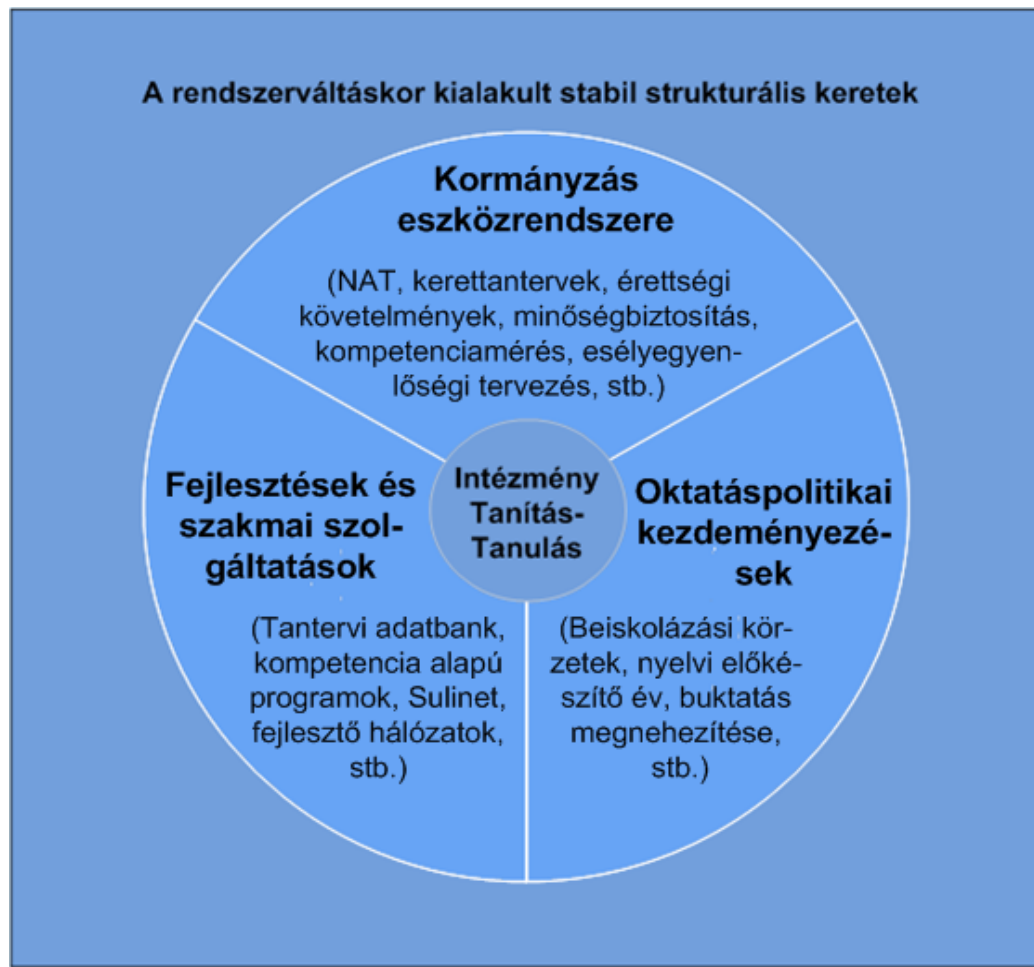 A rendszerváltáskor kialakult stabil strukturális keretek
Kormányzás
eszközrendszere
(NAT, kerettantervek, érettségi
követelmények, minőségbiztosítás,
kompetenciamérés, esélyegyen-
lőségi tervezés, stb.)
Fejlesztések és
szakmai szol-
gáltatások
(Tantervi adatbank,
kompetencia alapú
programok, Sulinet,
fejlesztő hálózatok,
stb.)
Intézmény
Tanítás-
Tanulás
Oktatáspolitikai
kezdeményezé-
sek
(Beiskolázási kör-
zetek, nyelvi előké-
szítő év, buktatás
megnehezítése,
stb.)